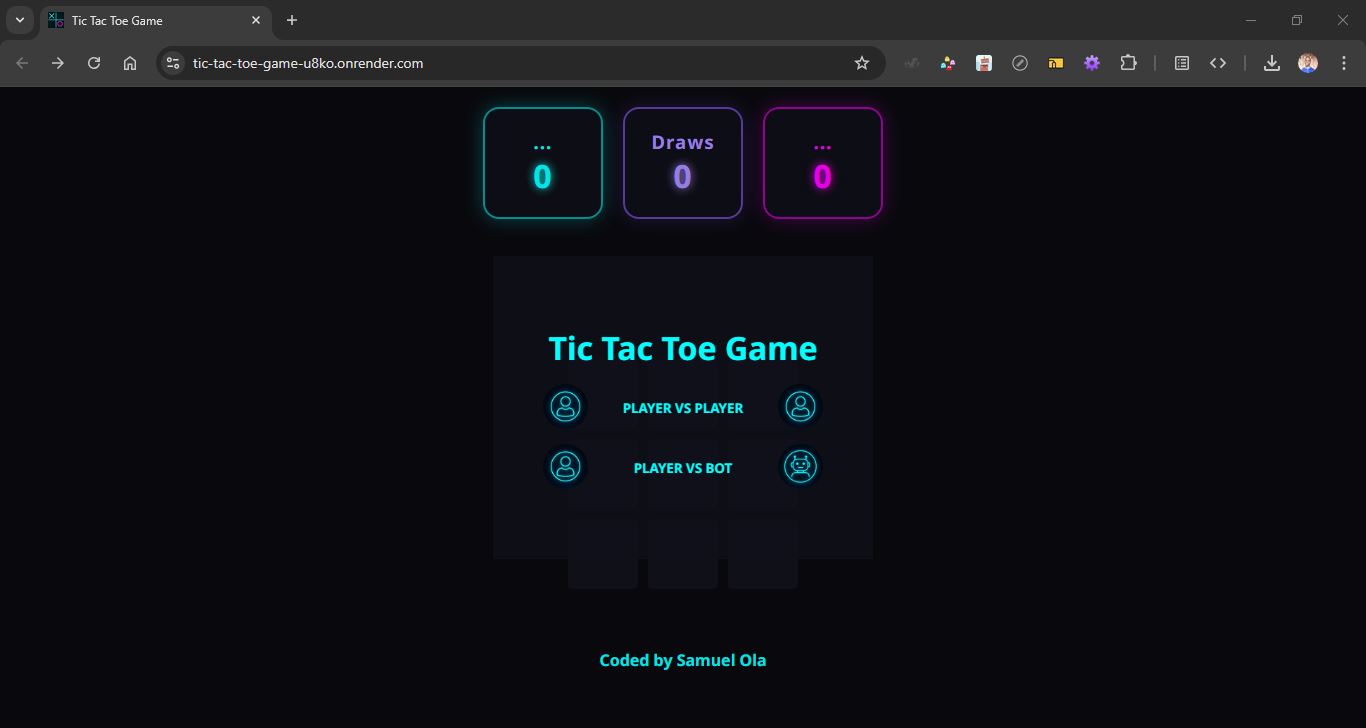 Tic Tac Toe Game
tic-tac-toe-game-u8ko.onrender.com
... Draws ...
0 0 0
Tic Tac Toe Game
PLAYER VS PLAYER
PLAYER VS BOT
Coded by Samuel Ola